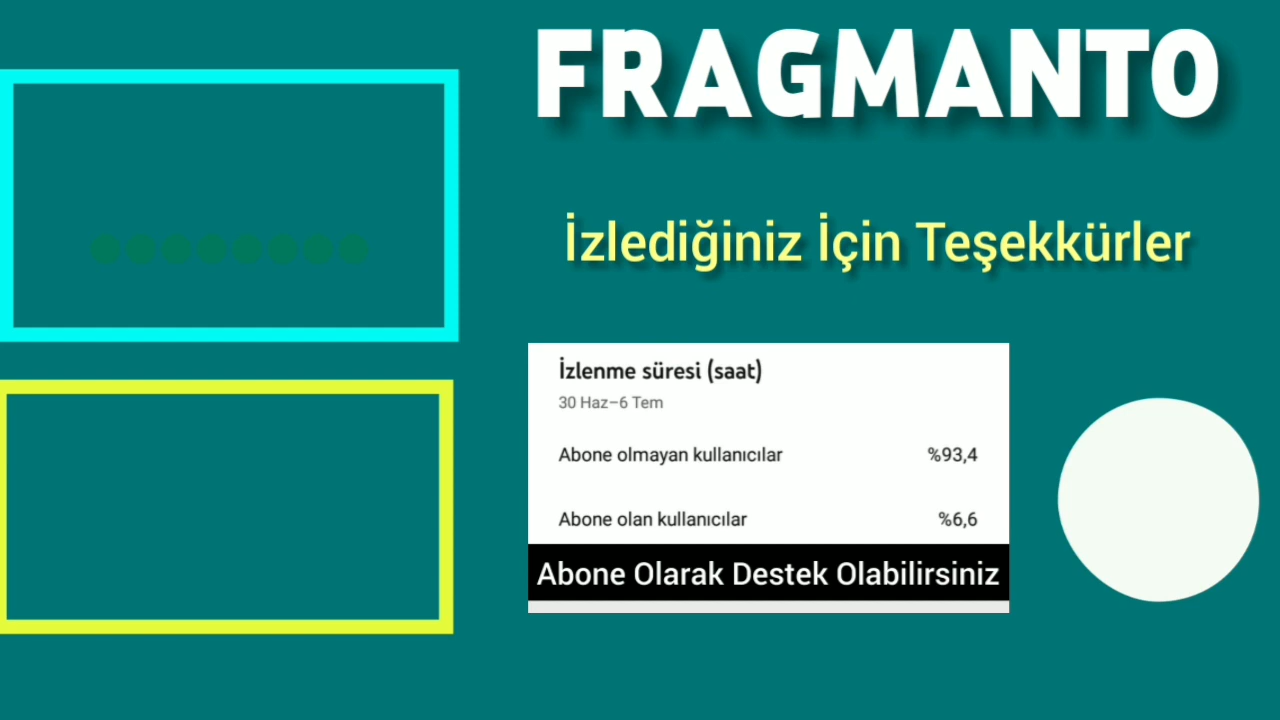 FRAGMANTO
İzlediğiniz İçin Teşekkürler
İzlenme süresi (saat)
30 Haz–6 Tem
Abone olmayan kullanıcılar %93,4
Abone olan kullanıcılar %6,6
Abone Olarak Destek Olabilirsiniz